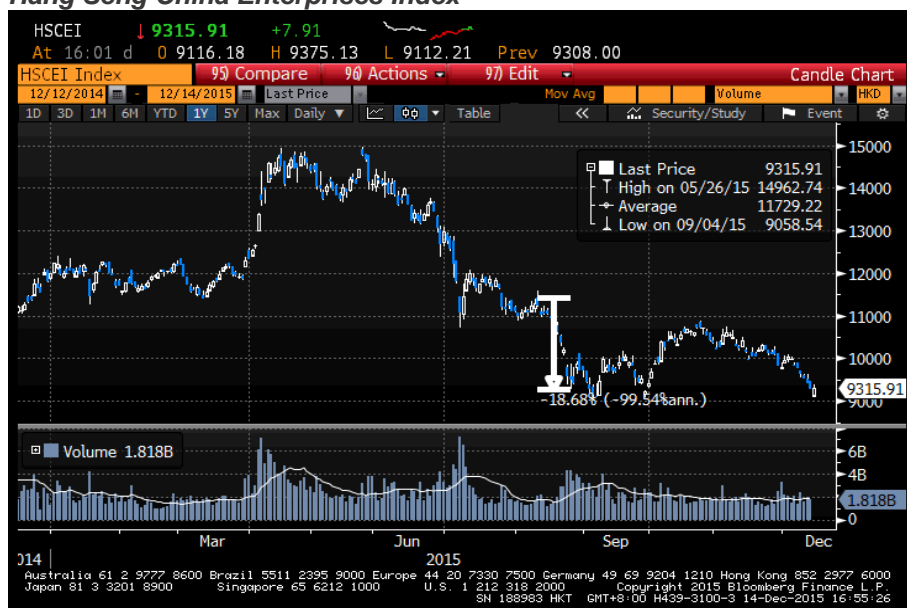 Hang Seng China Enterprises Index
HSCEI ↓ 9315.91 +7.91
At 16:01 d O 9116.18 H 9375.13 L 9112.21 Prev 9308.00
HSCEI Index 95) Compare 96) Actions 97) Edit Candle Chart
12/12/2014 - 12/14/2015 Last Price Mov Avg Volume HKD
1D 3D 1M 6M YTD 1Y 5Y Max Daily ▼ Table « Security/Study Event
15000
Last Price 9315.91
High on 05/26/15 14962.74
Average 11729.22
Low on 09/04/15 9058.54
14000
13000
12000
11000
10000
9315.91
-18.68% (-99.54%ann.)
9000
Volume 1.818B
6B
4B
1.818B
0
Mar Jun Sep Dec
014 2015
Australia 61 2 9777 8600 Brazil 5511 2395 9000 Europe 44 20 7330 7500 Germany 49 69 9204 1210 Hong Kong 852 2977 6000
Japan 81 3 3201 8900 Singapore 65 6212 1000 U.S. 1 212 318 2000 Copyright 2015 Bloomberg Finance L.P.
SN 188983 HKT GMT+8:00 H439-3100-3 14-Dec-2015 16:55:26